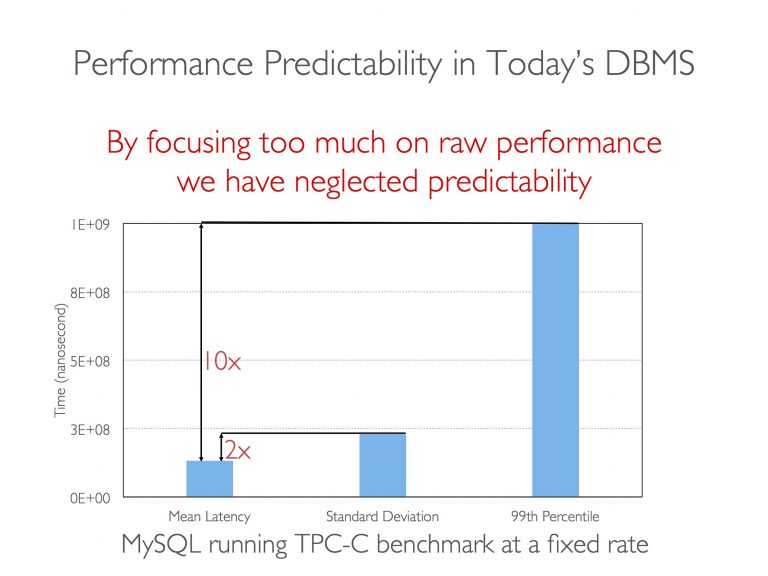 Performance Predictability in Today's DBMS
By focusing too much on raw performance
we have neglected predictability
1E+09
8E+08
5E+08
3E+08
0E+00
Time (nanosecond)
10x
2x
Mean Latency
Standard Deviation
99th Percentile
MySQL running TPC-C benchmark at a fixed rate